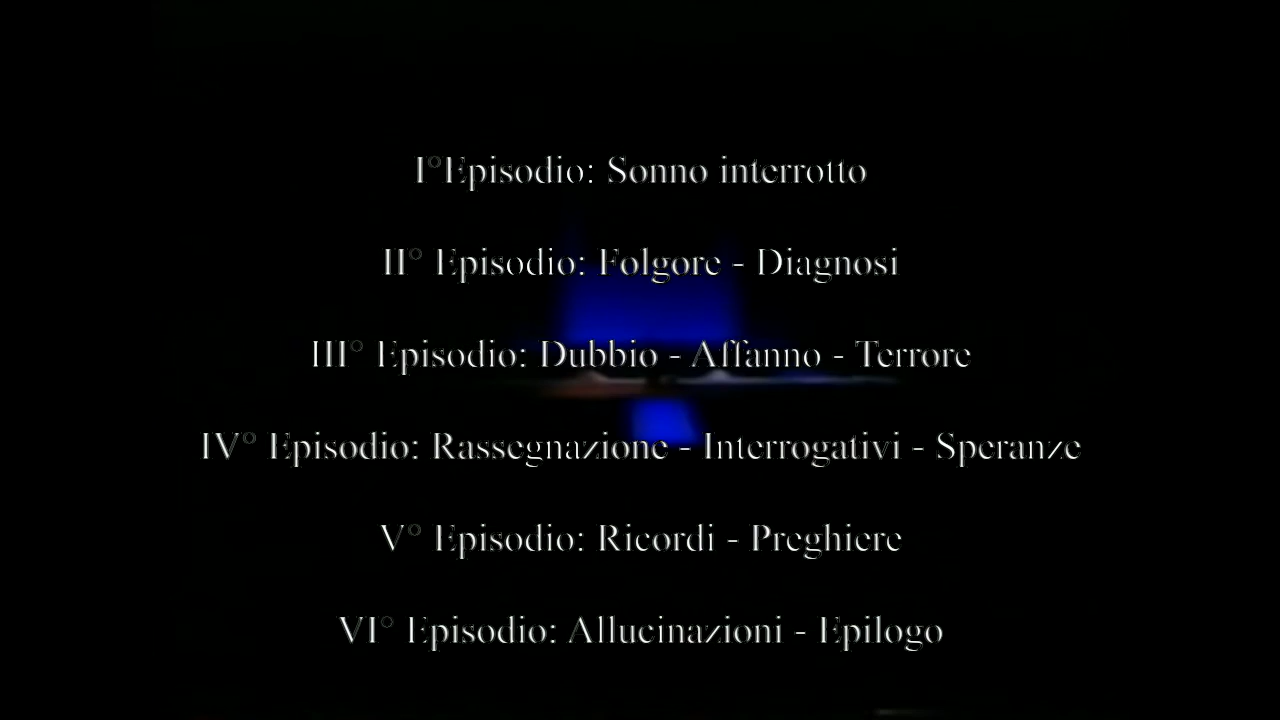 I°Episodio: Sonno interrotto
II° Episodio: Folgore - Diagnosi
III° Episodio: Dubbio - Affanno - Terrore
IV° Episodio: Rassegnazione - Interrogativi - Speranze
V° Episodio: Ricordi - Preghiere
VI° Episodio: Allucinazioni - Epilogo